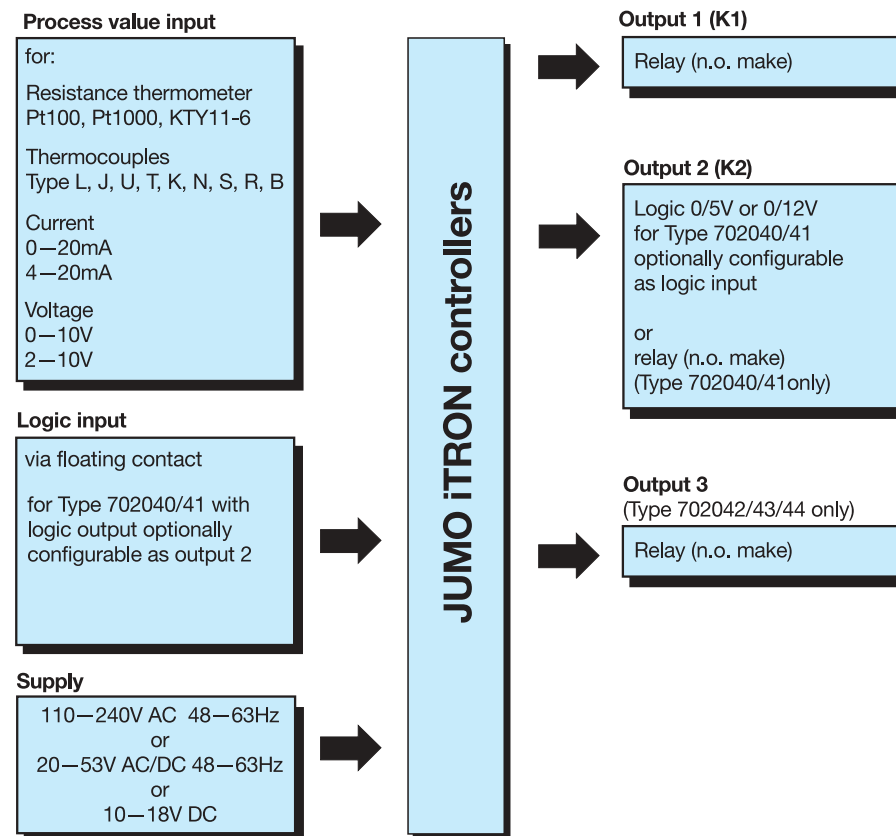 Process value input
for:
Resistance thermometer
Pt100, Pt1000, KTY11-6
Thermocouples
Type L, J, U, T, K, N, S, R, B
Current
0—20mA
4—20mA
Voltage
0—10V
2—10V
Logic input
via floating contact
for Type 702040/41 with
logic output optionally
configurable as output 2
Supply
110—240V AC 48—63Hz
or
20—53V AC/DC 48—63Hz
or
10—18V DC
JUMO iTRON controllers
Output 1 (K1)
Relay (n.o. make)
Output 2 (K2)
Logic 0/5V or 0/12V
for Type 702040/41
optionally configurable
as logic input
or
relay (n.o. make)
(Type 702040/41only)
Output 3
(Type 702042/43/44 only)
Relay (n.o. make)